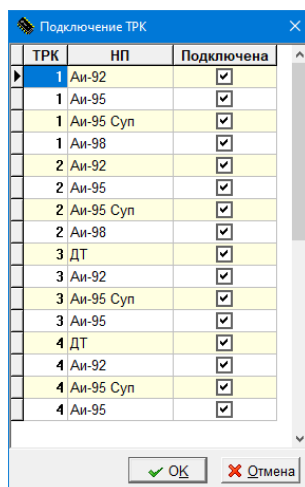 Подключение ТРК
ТРК НП Подключена
1 Аи-92
1 Аи-95
1 Аи-95 Суп
1 Аи-98
2 Аи-92
2 Аи-95
2 Аи-95 Суп
2 Аи-98
3 ДТ
3 Аи-92
3 Аи-95 Суп
3 Аи-95
4 ДТ
4 Аи-92
4 Аи-95 Суп
4 Аи-95
OK Отмена